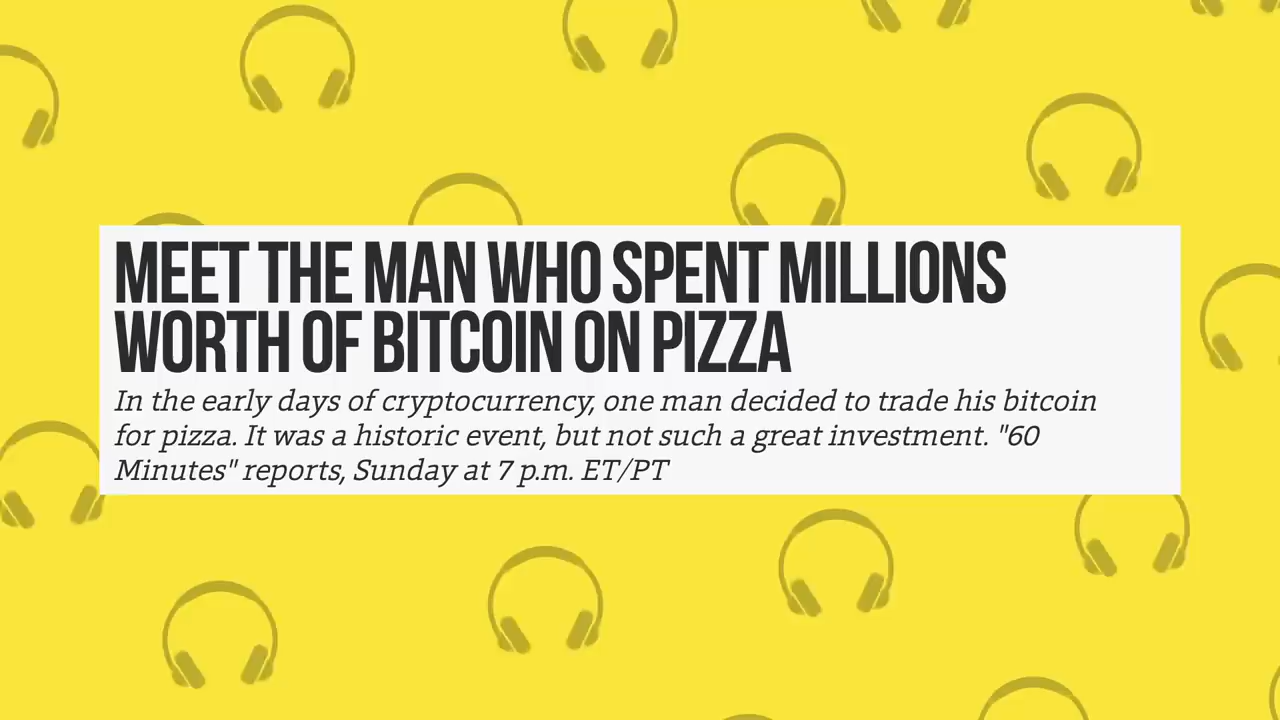 MEET THE MAN WHO SPENT MILLIONS
WORTH OF BITCOIN ON PIZZA
In the early days of cryptocurrency, one man decided to trade his bitcoin
for pizza. It was a historic event, but not such a great investment. "60
Minutes" reports, Sunday at 7 p.m. ET/PT